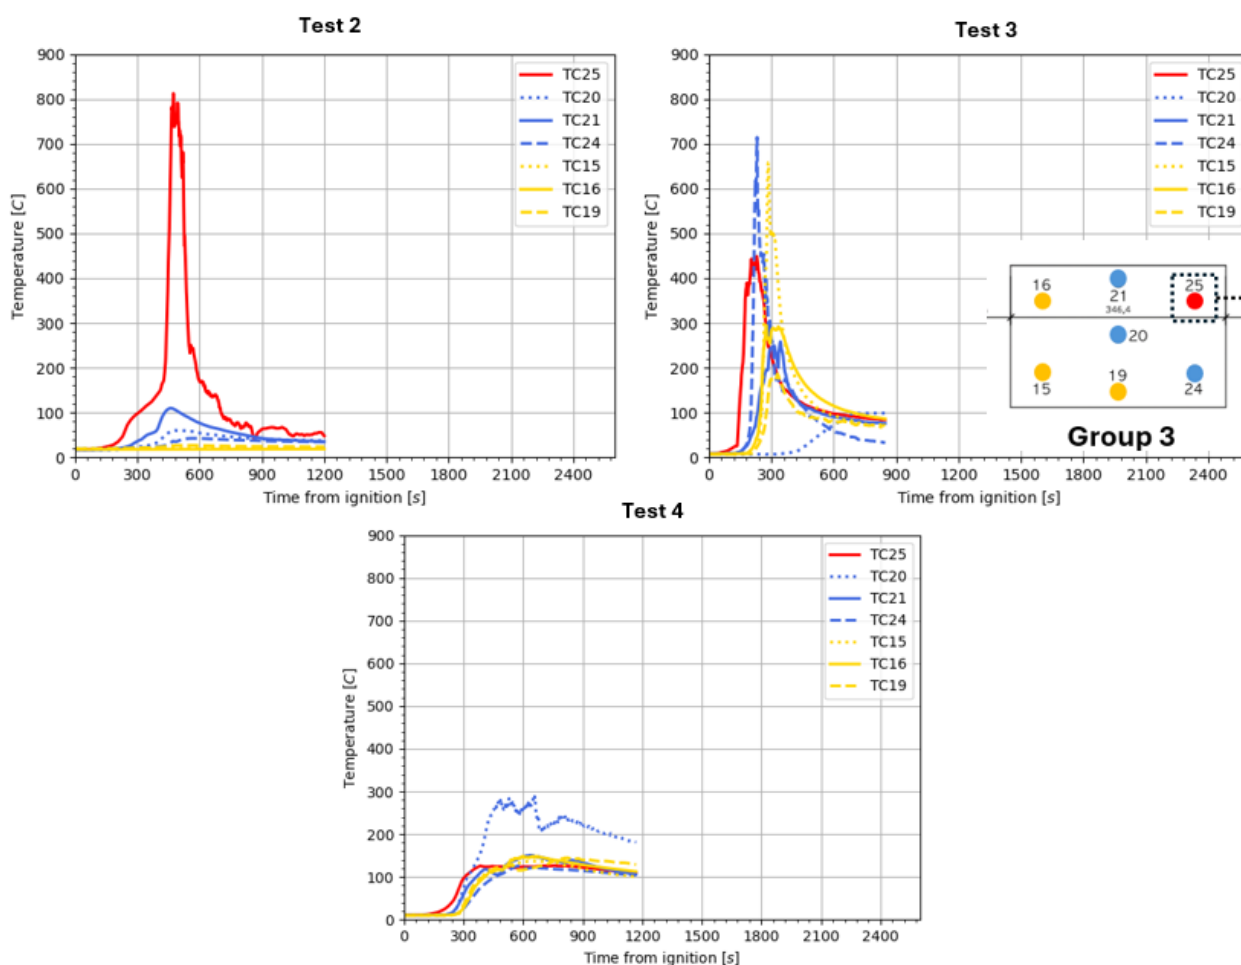 Test 2
900
800
700
600
500
400
300
200
100
0
Temperature [C]
0 300 600 900 1200 1500 1800 2100 2400
Time from ignition [s]
TC25
TC20
TC21
TC24
TC15
TC16
TC19
Test 3
900
800
700
600
500
400
300
200
100
0
Temperature [C]
0 300 600 900 1200 1500 1800 2100 2400
Time from ignition [s]
TC25
TC20
TC21
TC24
TC15
TC16
TC19
16 21 25
346,4
20
15 19 24
Group 3
Test 4
900
800
700
600
500
400
300
200
100
0
Temperature [C]
0 300 600 900 1200 1500 1800 2100 2400
Time from ignition [s]
TC25
TC20
TC21
TC24
TC15
TC16
TC19